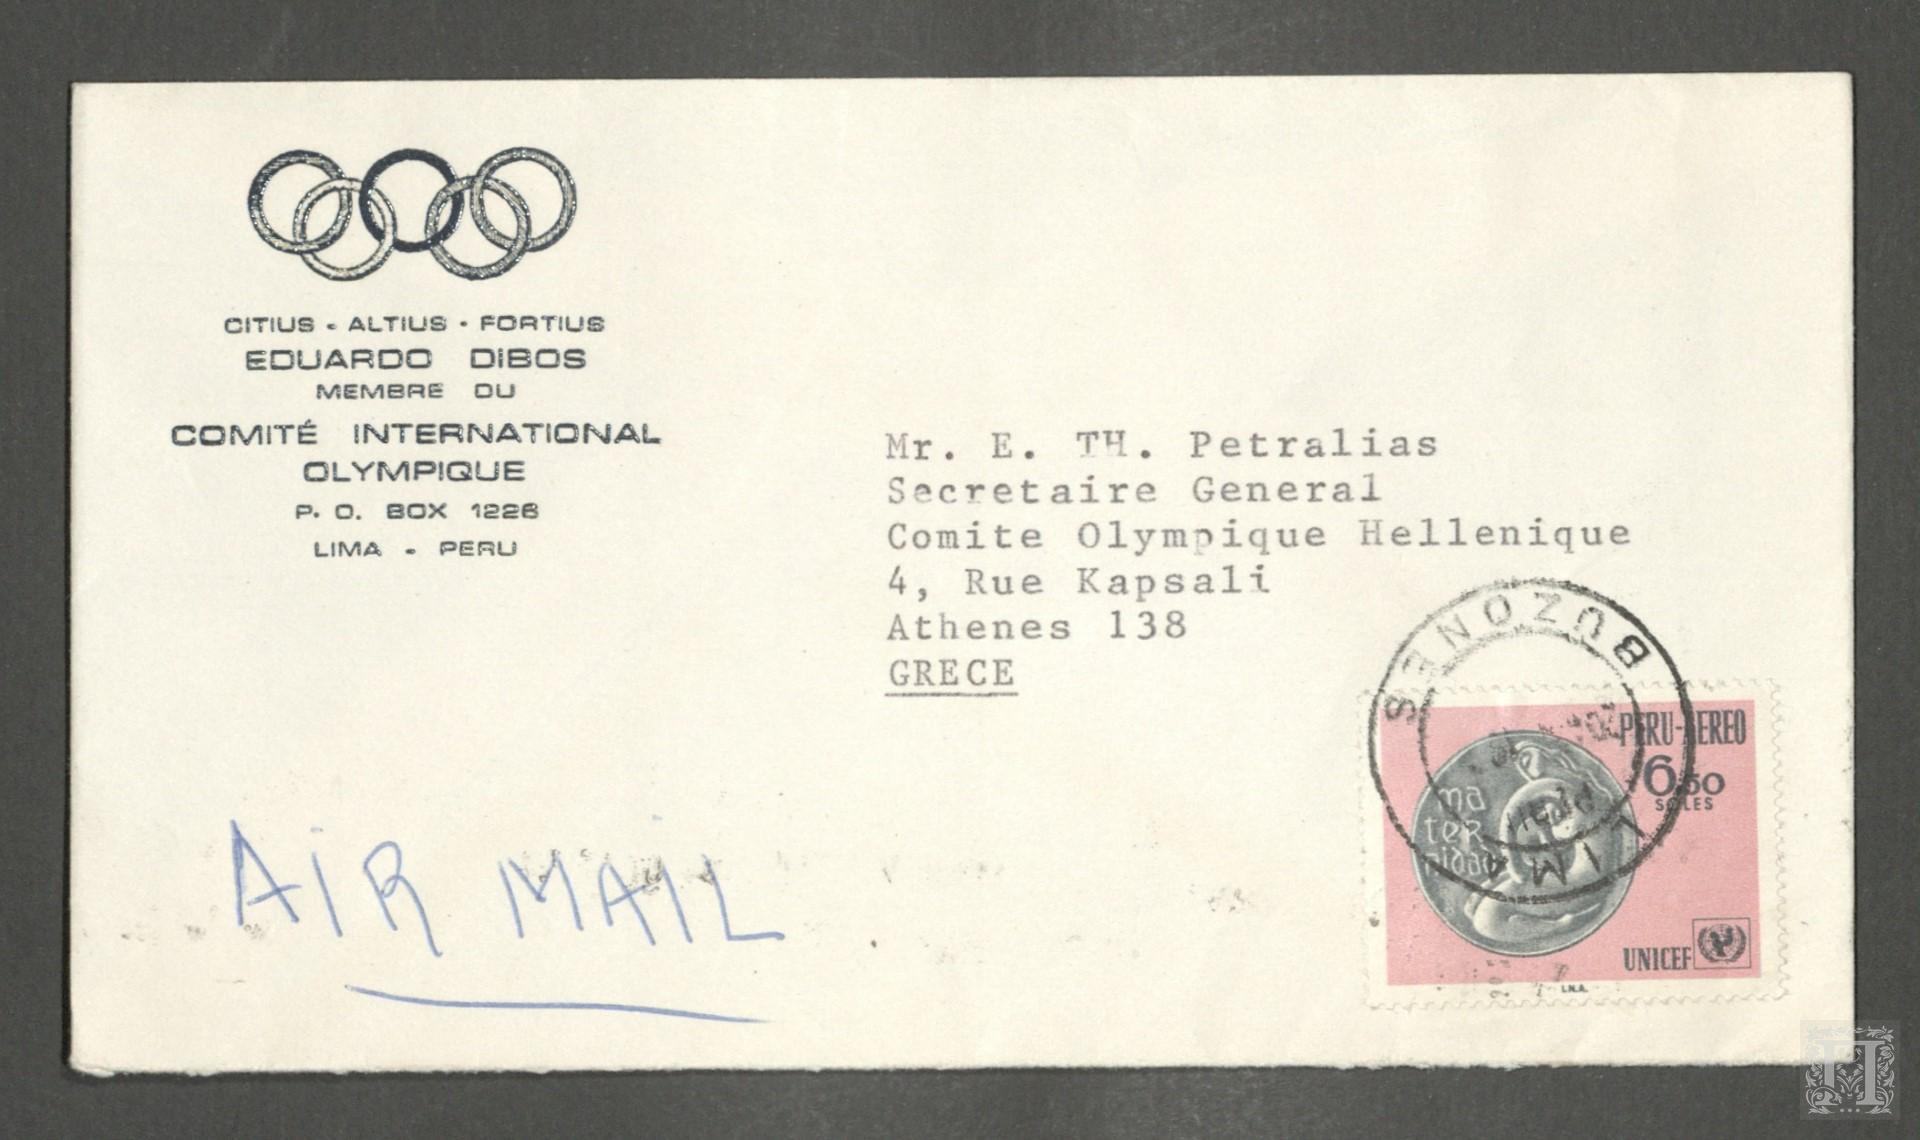 CITIUS - ALTIUS - FORTIUS
EDUARDO DIBOS
MEMBRE DU
COMITÉ INTERNATIONAL
OLYMPIQUE
P. O. BOX 1226
LIMA - PERU
Mr. E. TH. Petralias
Secretaire General
Comite Olympique Hellenique
4, Rue Kapsali
Athenes 138
GRECE
AIR MAIL
BUZONES
LIMA
PERU-AEREO
6,50
SOLES
ma
ter
nidad
UNICEF
I.N.A.